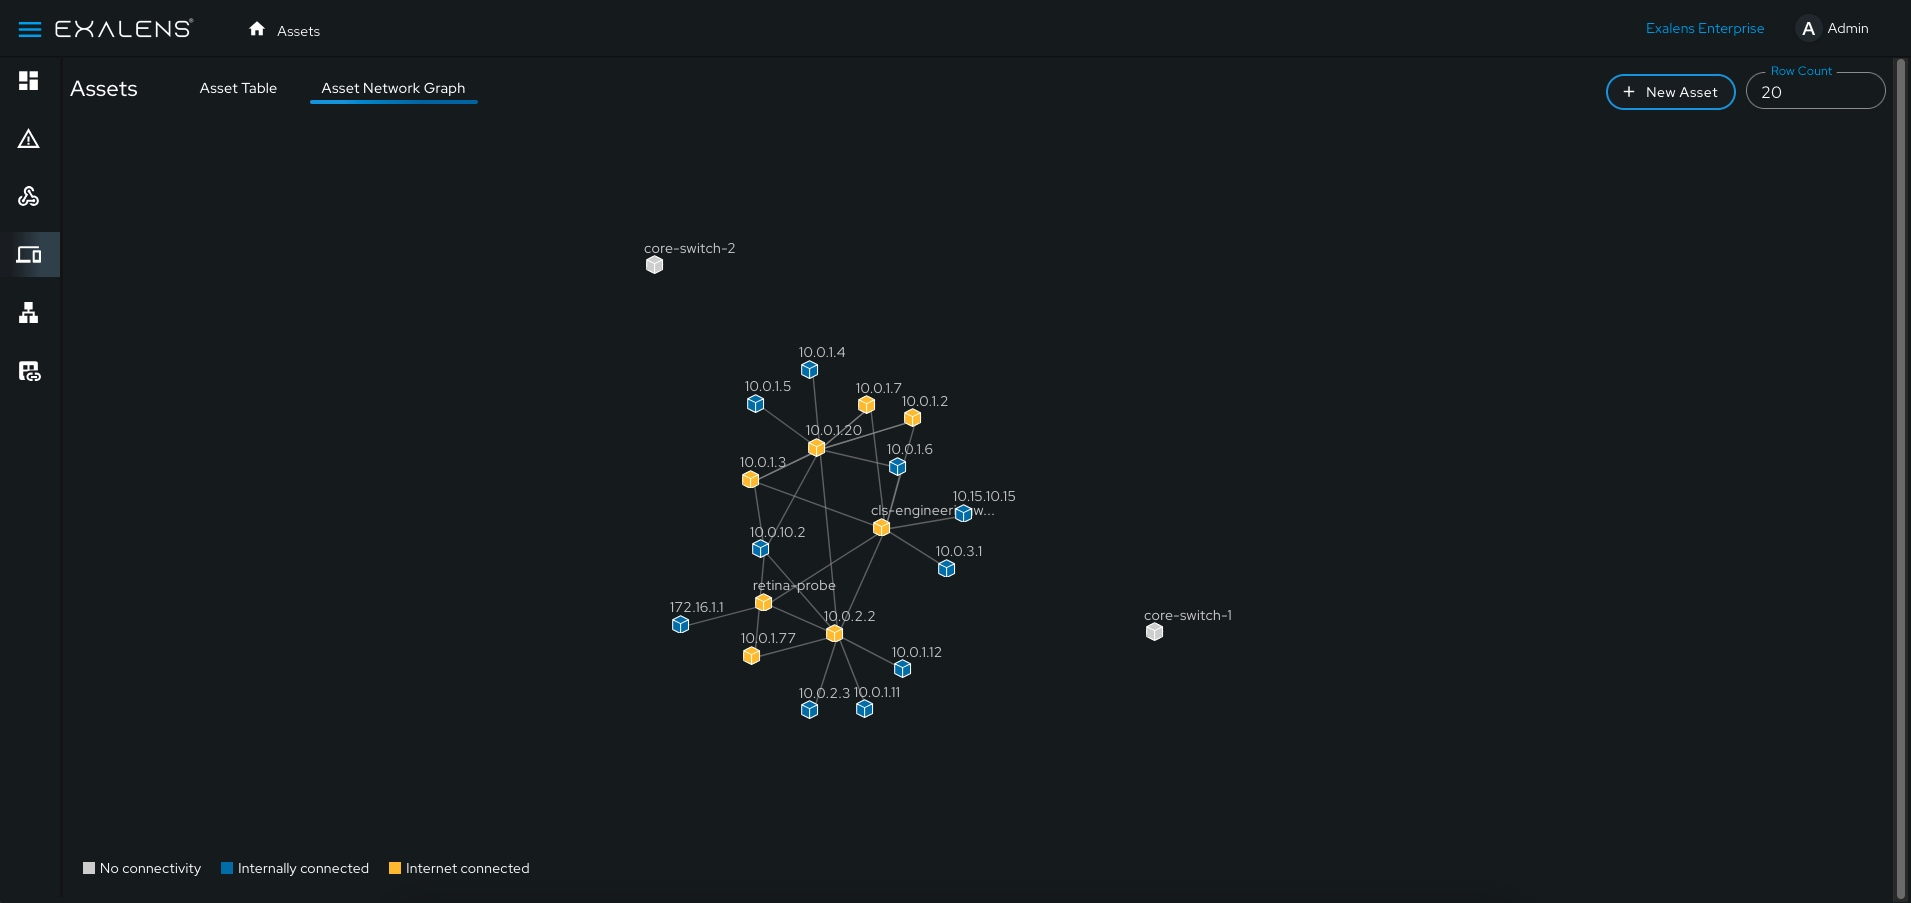 EXALENS
Assets
Exalens Enterprise
A
Admin
Assets
Asset Table
Asset Network Graph
+ New Asset
Row Count
20
core-switch-2
10.0.1.4
10.0.1.5
10.0.1.7
10.0.1.2
10.0.1.20
10.0.1.6
10.0.1.3
10.15.10.15
10.0.10.2
10.0.3.1
retina-probe
172.16.1.1
10.0.2.2
core-switch-1
10.0.1.77
10.0.1.12
10.0.2.3
10.0.1.11
No connectivity
Internally connected
Internet connected